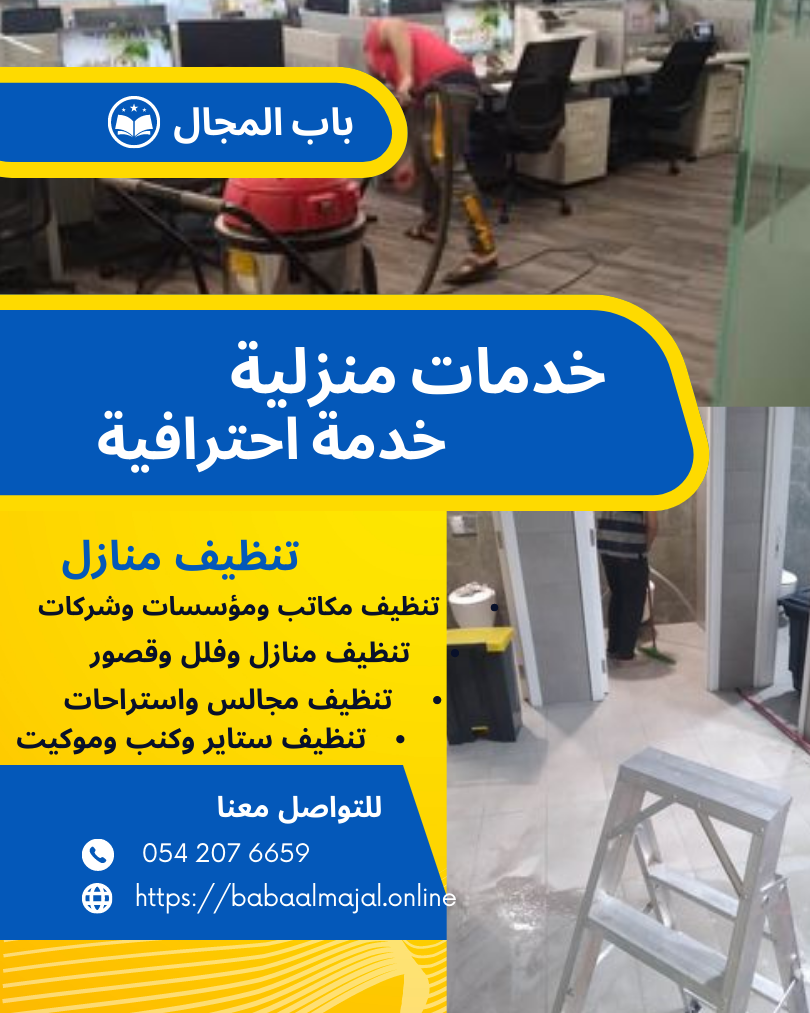 باب المجال
خدمات منزلية
خدمة احترافية
تنظيف منازل
تنظيف مكاتب ومؤسسات وشركات
تنظيف منازل وفلل وقصور
تنظيف مجالس واستراحات
تنظيف ستاير وكنب وموكيت
للتواصل معنا
054 207 6659
https://babaalmajal.online